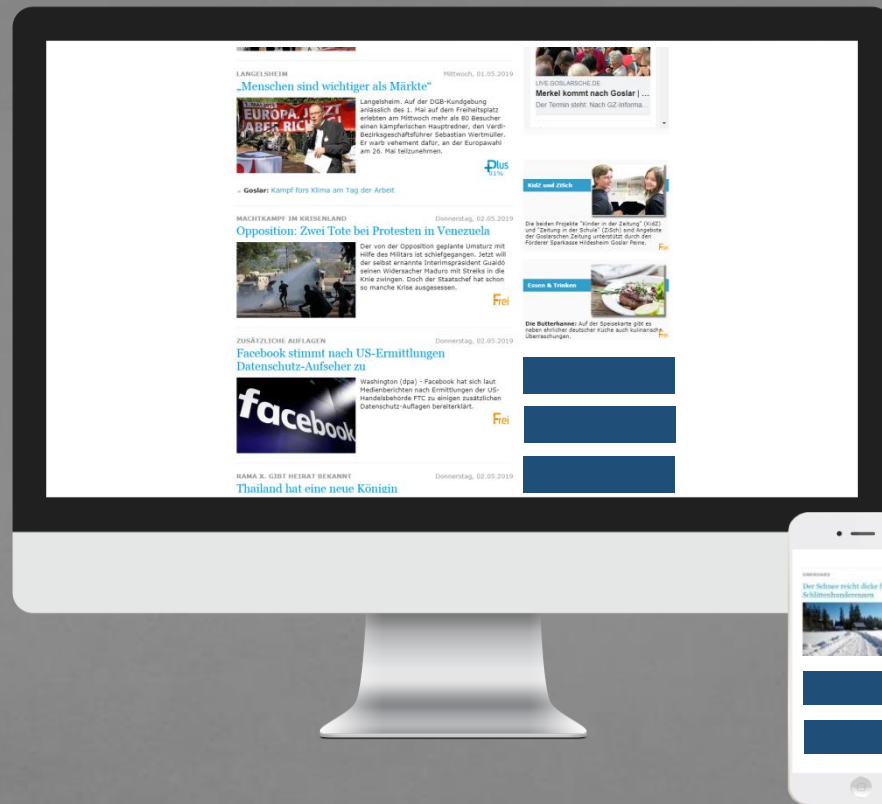 LANGELSHEIM Mittwoch, 01.05.2019
„Menschen sind wichtiger als Märkte“
EUROPA. JETZT
ABER RICH
Langelsheim. Auf der DGB-Kundgebung
anlässlich des 1. Mai auf dem Freiheitsplatz
erlebten am Mittwoch mehr als 80 Besucher
einen kämpferischen Hauptredner, den Verdi-
Bezirksgeschäftsführer Sebastian Wertmüller.
Er warb vehement dafür, an der Europawahl
am 26. Mai teilzunehmen.
Plus
Goslar: Kampf fürs Klima am Tag der Arbeit
MACHTKAMPF IM KRISENLAND Donnerstag, 02.05.2019
Opposition: Zwei Tote bei Protesten in Venezuela
Der von der Opposition geplante Umsturz mit
Hilfe des Militärs ist schiefgegangen. Jetzt will
der selbst ernannte Interimspräsident Guaidó
seinen Widersacher Maduro mit Streiks in die
Knie zwingen. Doch der Staatschef hat schon
so manche Krise ausgesessen.
Frei
ZUSÄTZLICHE AUFLAGEN Donnerstag, 02.05.2019
Facebook stimmt nach US-Ermittlungen
Datenschutz-Aufseher zu
facebook
Washington (dpa) - Facebook hat sich laut
Medienberichten nach Ermittlungen der US-
Handelsbehörde FTC zu einigen zusätzlichen
Datenschutz-Auflagen bereiterklärt.
Frei
RAMA X. GIBT HEIRAT BEKANNT Donnerstag, 02.05.2019
Thailand hat eine neue Königin
LIVE.GOSLARSCHE.DE
Merkel kommt nach Goslar | ...
Der Termin steht: Nach GZ-Informa...
KidZ und ZiSch
Die beiden Projekte "Kinder in der Zeitung" (KidZ)
und "Zeitung in der Schule" (ZiSch) sind Angebote
der Goslarschen Zeitung unterstützt durch den
Förderer Sparkasse Hildesheim Goslar Peine.
Frei
Essen & Trinken
Die Butterhanne: Auf der Speisekarte gibt es
neben ehrlicher deutscher Küche auch kulinarische
Überraschungen.
Frei
Der Schnee reicht dicke f
Schlittenhunderennen